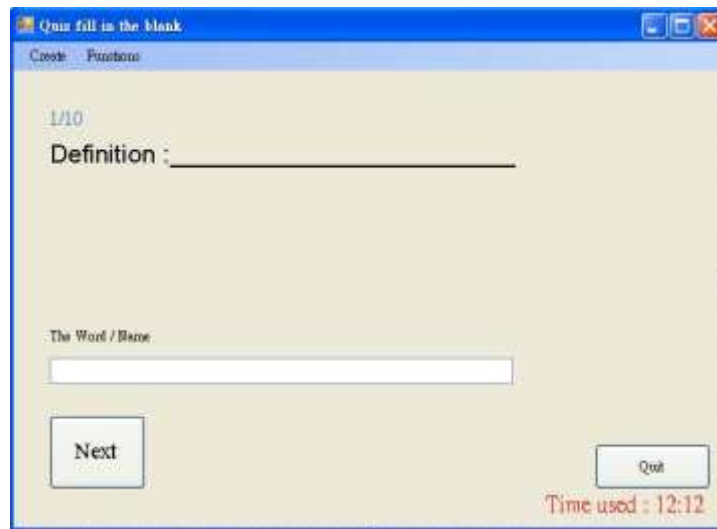 Quiz fill in the blank
Create Functions
1/10
Definition :
The Word / Name
Next
Quit
Time used : 12:12